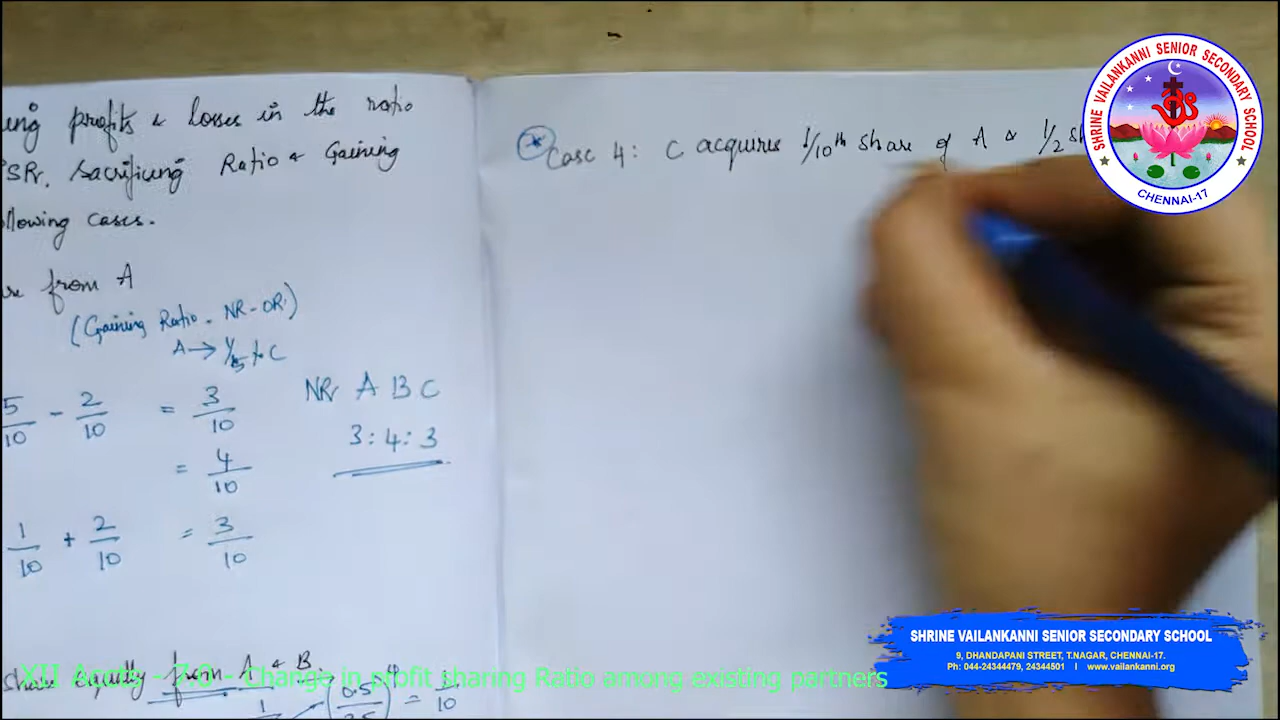 ing profits & losses in the ratio
SR, Sacrificing Ratio & Gaining
llowing cases.
re from A
(Gaining Ratio - NR - OR)
A → 1/5 to C
5/10 - 2/10 = 3/10
NR A B C
3 : 4 : 3
= 4/10
1/10 + 2/10 = 3/10
share equally from A & B
= 1/10
Case 4: C acquires 1/10th share of A & 1/2 sh
SHRINE VAILANKANNI SENIOR SECONDARY SCHOOL
CHENNAI-17
SHRINE VAILANKANNI SENIOR SECONDARY SCHOOL
9, DHANDAPANI STREET, T.NAGAR, CHENNAI-17.
Ph: 044-24344479, 24344501 I www.vailankanni.org
Change in profit sharing Ratio among existing partners